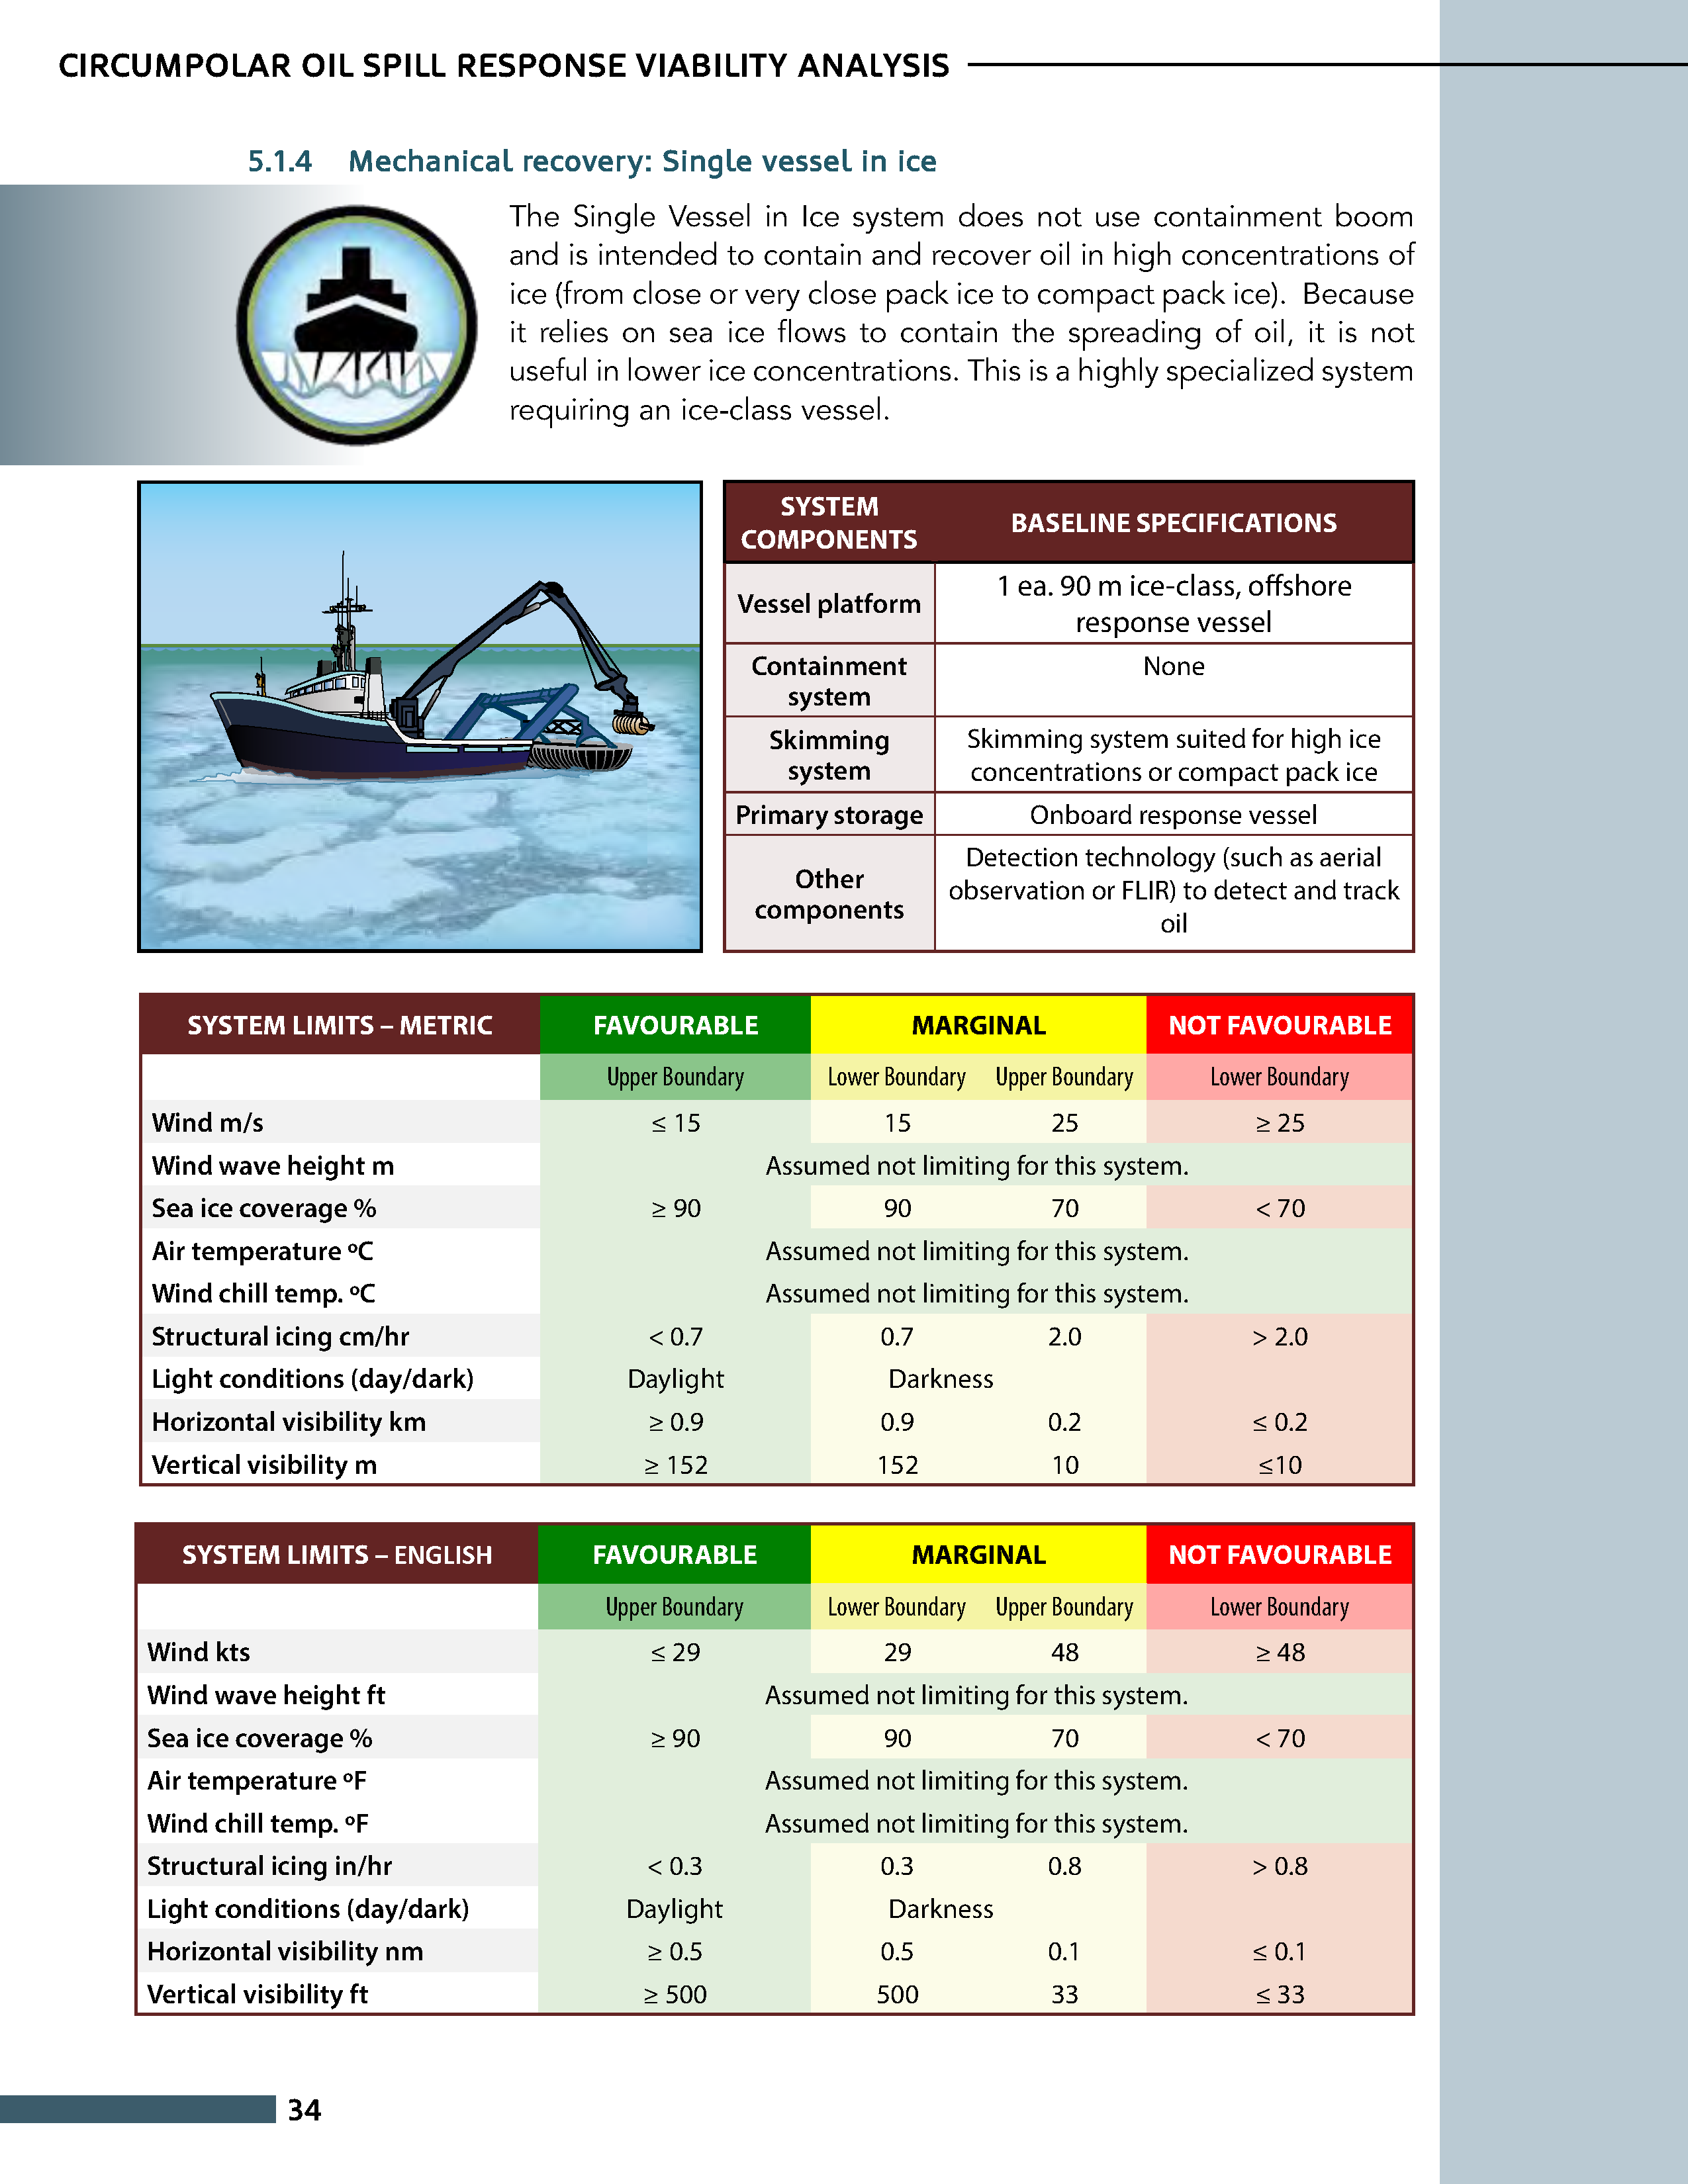 CIRCUMPOLAR OIL SPILL RESPONSE VIABILITY ANALYSIS
5.1.4 Mechanical recovery: Single vessel in ice
The Single Vessel in Ice system does not use containment boom
and is intended to contain and recover oil in high concentrations of
ice (from close or very close pack ice to compact pack ice). Because
it relies on sea ice flows to contain the spreading of oil, it is not
useful in lower ice concentrations. This is a highly specialized system
requiring an ice-class vessel.
SYSTEM
COMPONENTS
BASELINE SPECIFICATIONS
Vessel platform
1 ea. 90 m ice-class, offshore
response vessel
Containment
system
None
Skimming
system
Skimming system suited for high ice
concentrations or compact pack ice
Primary storage
Onboard response vessel
Other
components
Detection technology (such as aerial
observation or FLIR) to detect and track
oil
SYSTEM LIMITS – METRIC FAVOURABLE MARGINAL NOT FAVOURABLE
Upper Boundary Lower Boundary Upper Boundary Lower Boundary
Wind m/s ≤ 15 15 25 ≥ 25
Wind wave height m Assumed not limiting for this system.
Sea ice coverage % ≥ 90 90 70 < 70
Air temperature ºC Assumed not limiting for this system.
Wind chill temp. ºC Assumed not limiting for this system.
Structural icing cm/hr < 0.7 0.7 2.0 > 2.0
Light conditions (day/dark) Daylight Darkness
Horizontal visibility km ≥ 0.9 0.9 0.2 ≤ 0.2
Vertical visibility m ≥ 152 152 10 ≤10
SYSTEM LIMITS – ENGLISH FAVOURABLE MARGINAL NOT FAVOURABLE
Upper Boundary Lower Boundary Upper Boundary Lower Boundary
Wind kts ≤ 29 29 48 ≥ 48
Wind wave height ft Assumed not limiting for this system.
Sea ice coverage % ≥ 90 90 70 < 70
Air temperature ºF Assumed not limiting for this system.
Wind chill temp. ºF Assumed not limiting for this system.
Structural icing in/hr < 0.3 0.3 0.8 > 0.8
Light conditions (day/dark) Daylight Darkness
Horizontal visibility nm ≥ 0.5 0.5 0.1 ≤ 0.1
Vertical visibility ft ≥ 500 500 33 ≤ 33
34